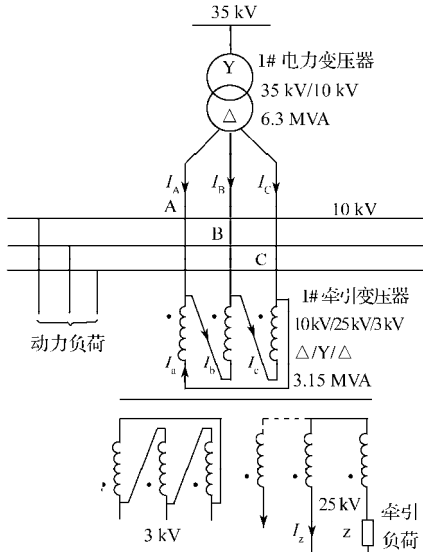 35 kV
Y
1# 电力变压器
35 kV/10 kV
△
6.3 MVA
I_A I_B I_C
A
10 kV
B
C
1# 牵引变压器
10kV/25kV/3kV
△/Y/△
3.15 MVA
动力负荷
I_a I_b I_c
3 kV
25 kV
I_z
z
牵引
负荷